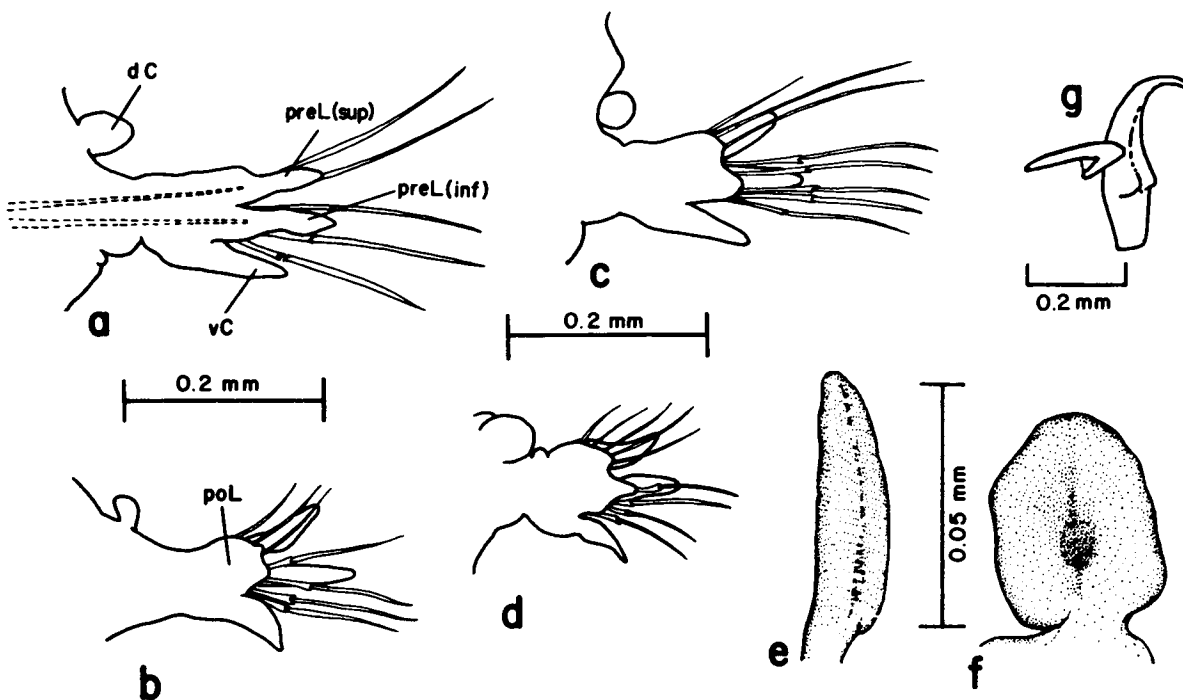 dC
preL(sup)
preL(inf)
vC
a
0.2 mm
c
0.2 mm
g
0.2 mm
poL
b
d
e
0.05 mm
f